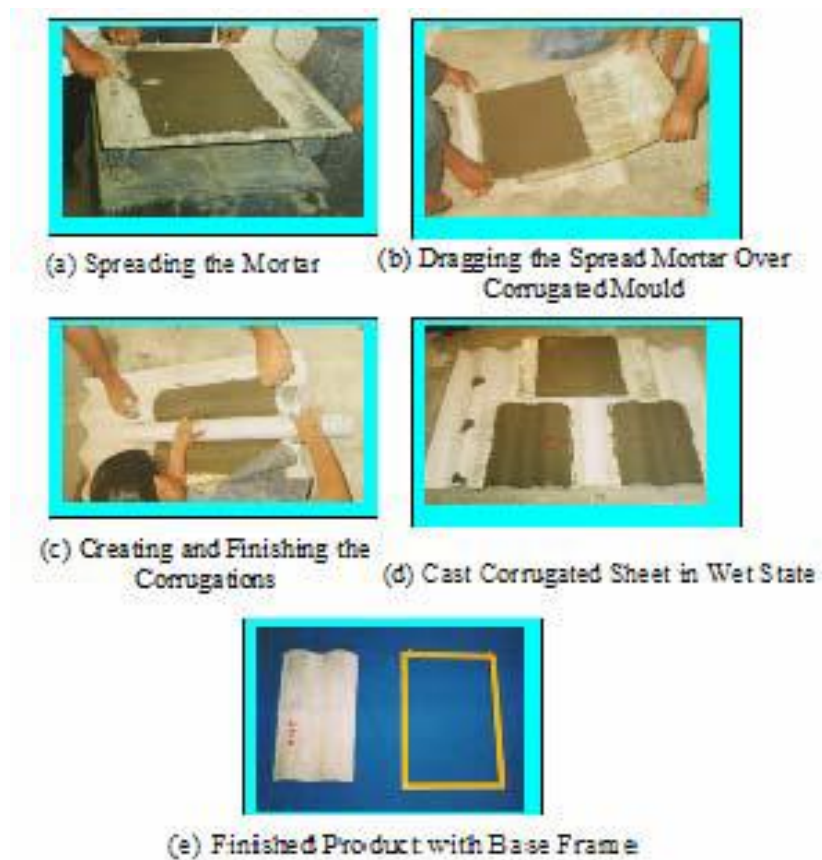 (a) Spreading the Mortar
(b) Dragging the Spread Mortar Over
Corrugated Mould
(c) Creating and Finishing the
Corrugations
(d) Cast Corrugated Sheet in Wet State
(e) Finished Product with Base Frame